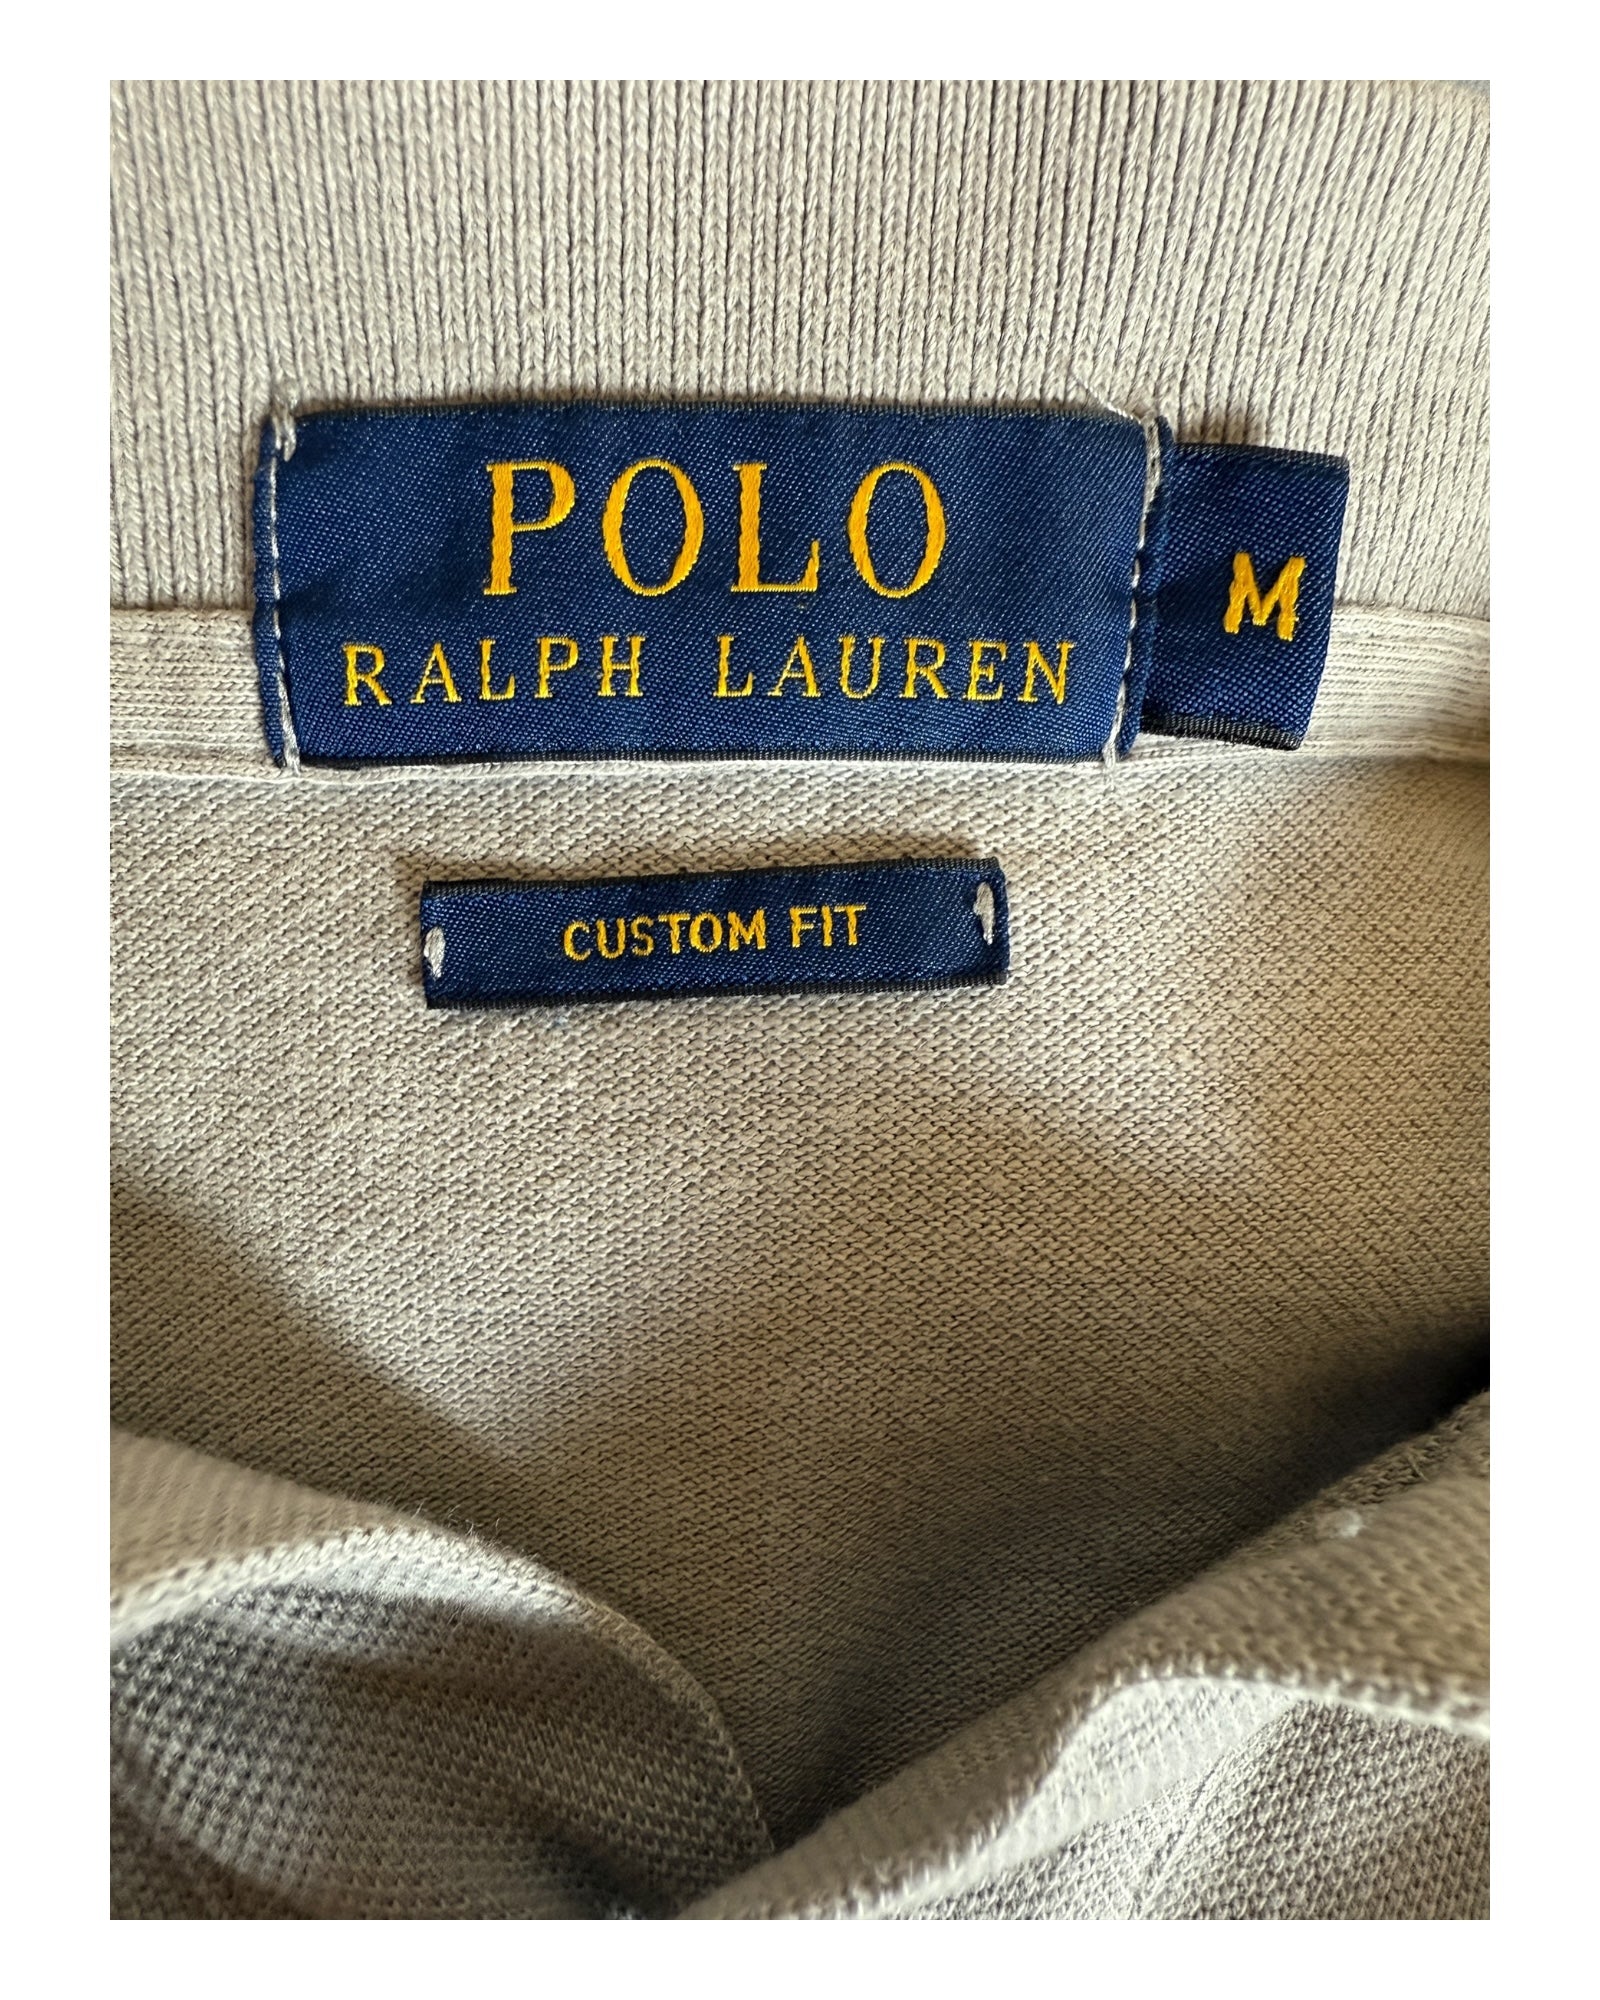 POLO
RALPH LAUREN
M
CUSTOM FIT